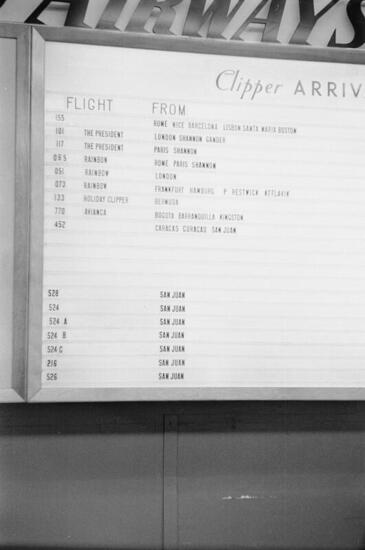 AIRWAYS
Clipper ARRIV
FLIGHT FROM
155 ROME NICE BARCELONA LISBON SANTA MARIA BOSTON
101 THE PRESIDENT LONDON SHANNON GANDER
117 THE PRESIDENT PARIS SHANNON
065 RAINBOW ROME PARIS SHANNON
051 RAINBOW LONDON
073 RAINBOW FRANKFURT HAMBURG P RESTWICK KEFLAVIK
133 HOLIDAY CLIPPER BERMUDA
770 AVIANCA BOGOTA BARRANQUILLA KINGSTON
452 CARACAS CURACAO SAN JUAN
528 SAN JUAN
524 SAN JUAN
524 A SAN JUAN
524 B SAN JUAN
524 C SAN JUAN
216 SAN JUAN
526 SAN JUAN